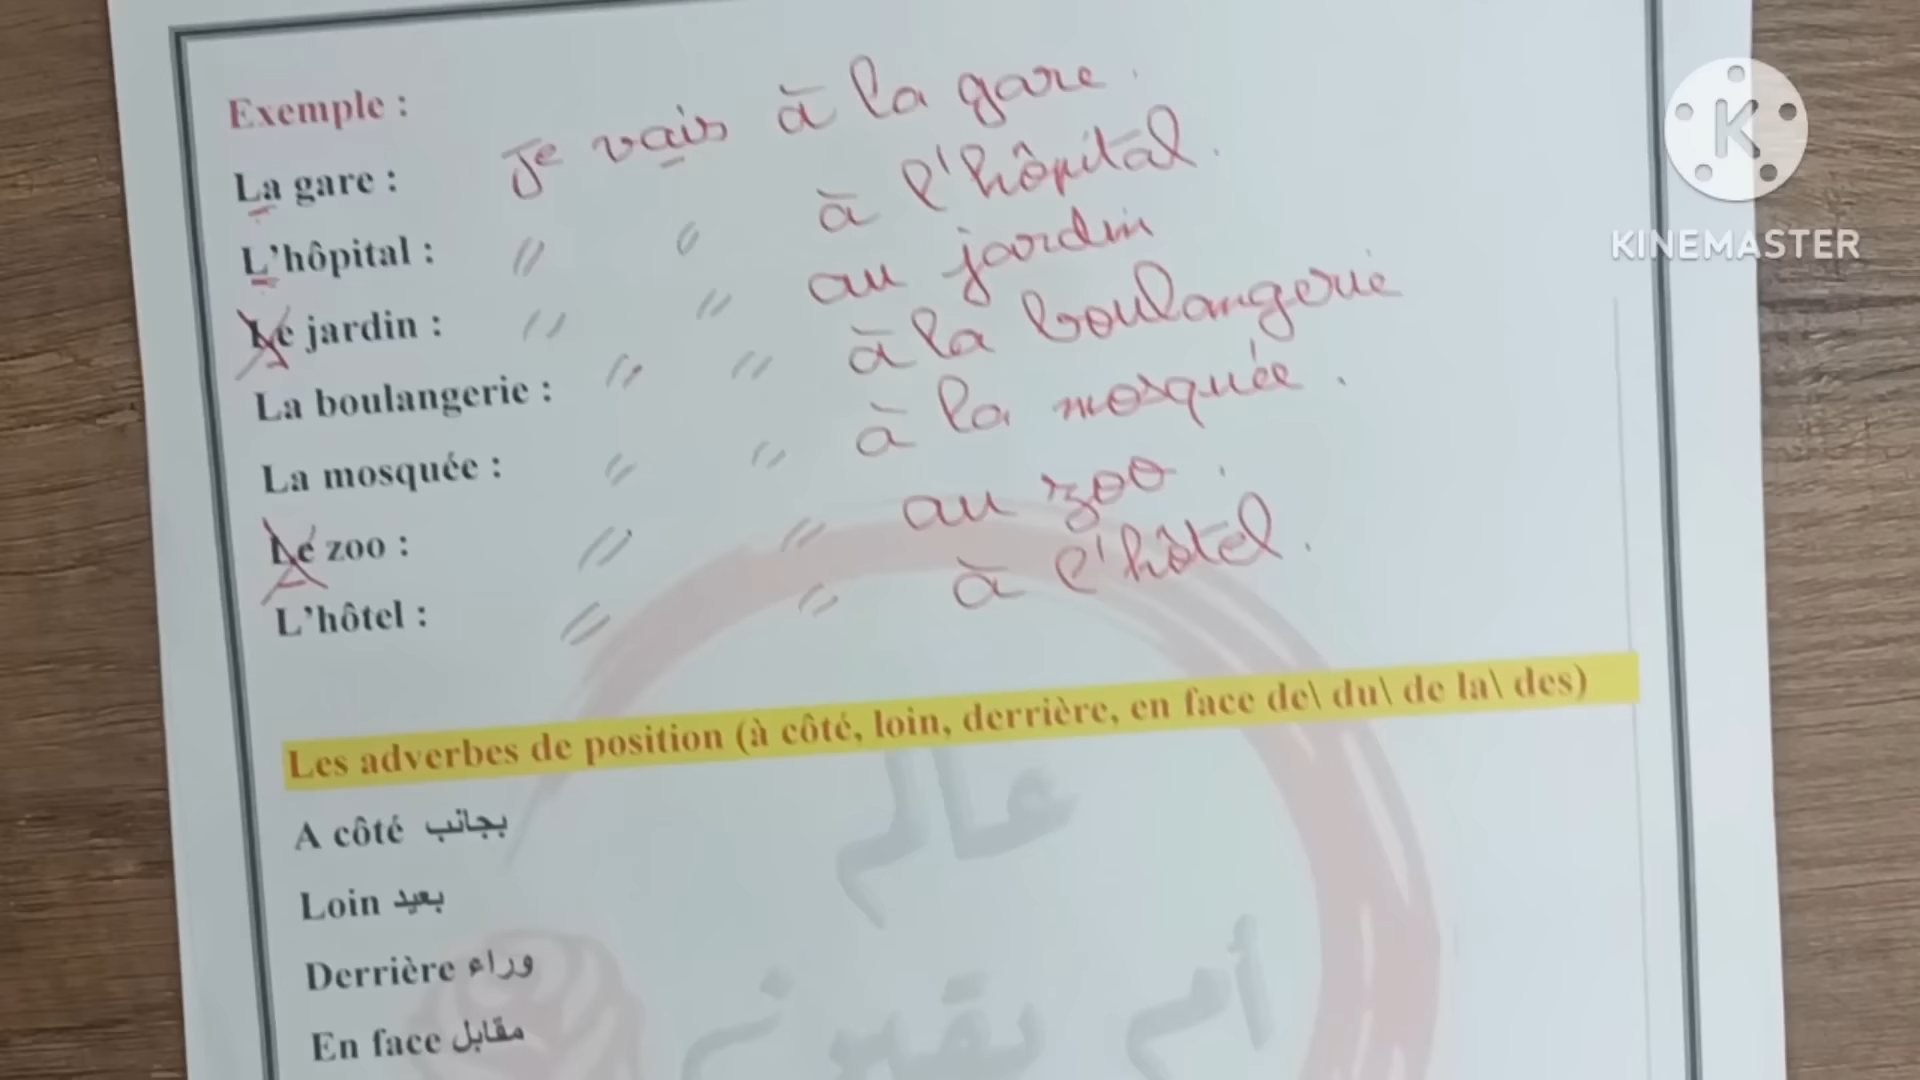 Exemple :
La gare : Je vais à la gare.
L'hôpital : " " à l'hôpital.
Le jardin : " " au jardin
La boulangerie : " " à la boulangerie
La mosquée : " " à la mosquée.
Le zoo : " " au zoo.
L'hôtel : " " à l'hôtel.
Les adverbes de position (à côté, loin, derrière, en face de\ du\ de la\ des)
A côté بجانب
Loin بعيد
Derrière وراء
En face مقابل
عالم
أم
K
KINEMASTER